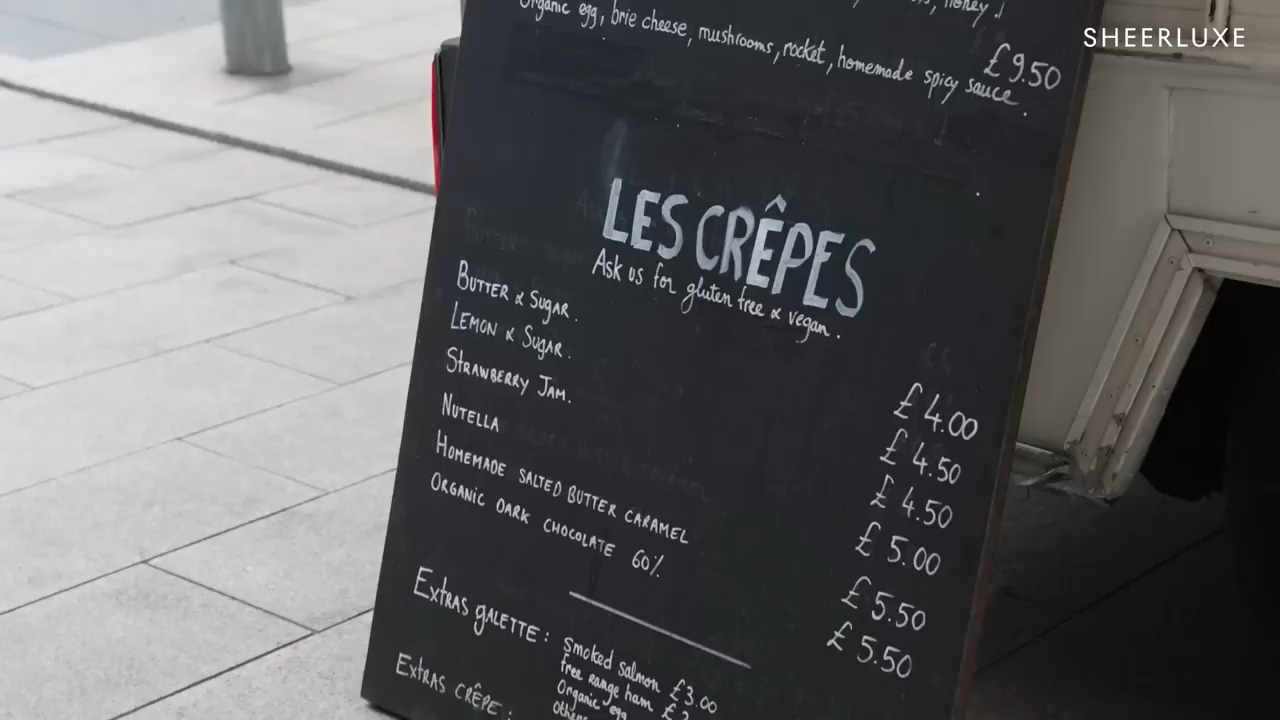 SHEERLUXE
honey!
£9.50
Organic egg, brie cheese, mushrooms, rocket, homemade spicy sauce.
LES CRÊPES
Ask us for gluten free & vegan.
BUTTER & SUGAR. £4.00
LEMON & SUGAR. £4.50
STRAWBERRY JAM. £4.50
NUTELLA £5.00
HOMEMADE SALTED BUTTER CARAMEL £5.50
ORGANIC DARK CHOCOLATE 60% £5.50
EXTRAS GALETTE: Smoked salmon £3.00
free range ham £
Organic egg
EXTRAS CRÊPE: